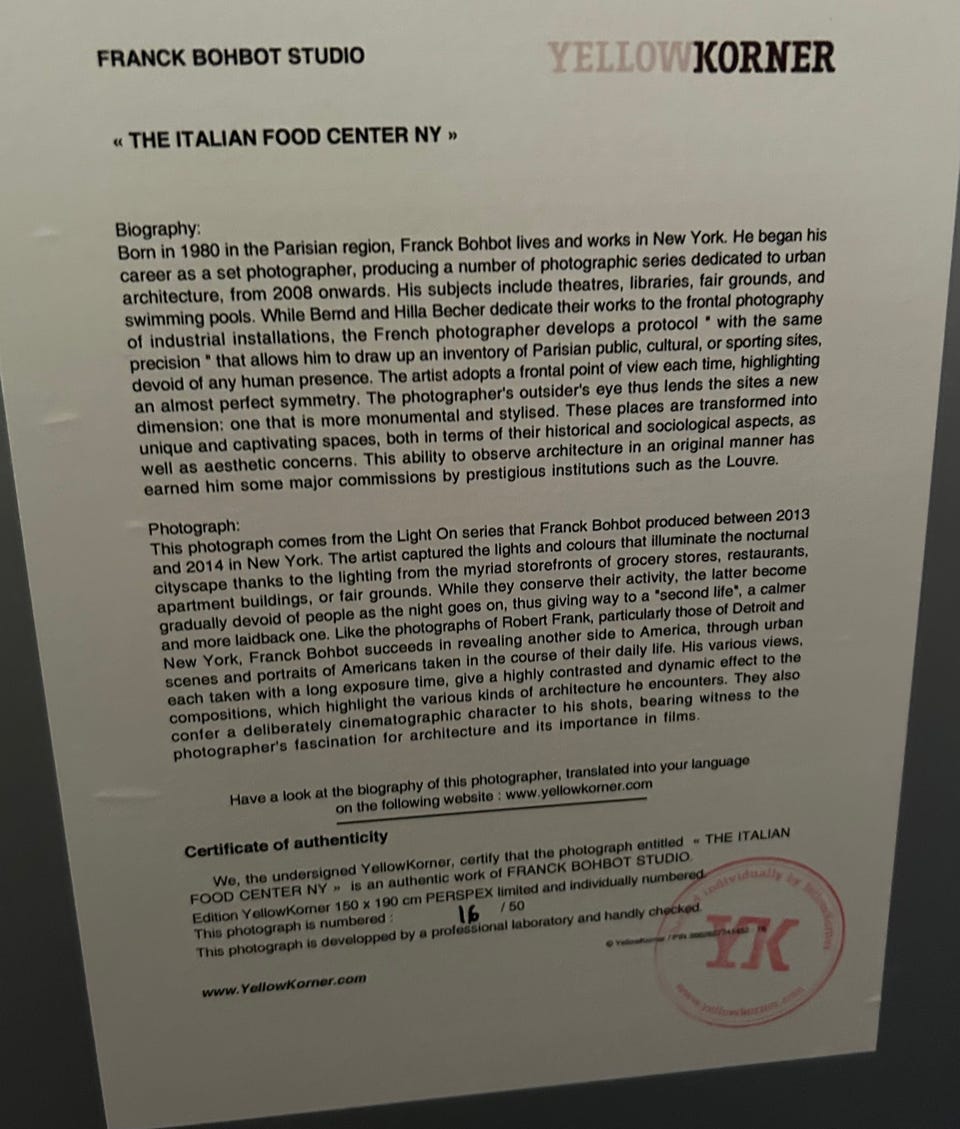 FRANCK BOHBOT STUDIO
YELLOWKORNER
« THE ITALIAN FOOD CENTER NY »
Biography:
Born in 1980 in the Parisian region, Franck Bohbot lives and works in New York. He began his
career as a set photographer, producing a number of photographic series dedicated to urban
architecture, from 2008 onwards. His subjects include theatres, libraries, fair grounds, and
swimming pools. While Bernd and Hilla Becher dedicate their works to the frontal photography
of industrial installations, the French photographer develops a protocol " with the same
precision " that allows him to draw up an inventory of Parisian public, cultural, or sporting sites,
devoid of any human presence. The artist adopts a frontal point of view each time, highlighting
an almost perfect symmetry. The photographer's outsider's eye thus lends the sites a new
dimension: one that is more monumental and stylised. These places are transformed into
unique and captivating spaces, both in terms of their historical and sociological aspects, as
well as aesthetic concerns. This ability to observe architecture in an original manner has
earned him some major commissions by prestigious institutions such as the Louvre.
Photograph:
This photograph comes from the Light On series that Franck Bohbot produced between 2013
and 2014 in New York. The artist captured the lights and colours that illuminate the nocturnal
cityscape thanks to the lighting from the myriad storefronts of grocery stores, restaurants,
apartment buildings, or fair grounds. While they conserve their activity, the latter become
gradually devoid of people as the night goes on, thus giving way to a "second life", a calmer
and more laidback one. Like the photographs of Robert Frank, particularly those of Detroit and
New York, Franck Bohbot succeeds in revealing another side to America, through urban
scenes and portraits of Americans taken in the course of their daily life. His various views,
each taken with a long exposure time, give a highly contrasted and dynamic effect to the
compositions, which highlight the various kinds of architecture he encounters. They also
confer a deliberately cinematographic character to his shots, bearing witness to the
photographer's fascination for architecture and its importance in films.
Have a look at the biography of this photographer, translated into your language
on the following website : www.yellowkorner.com
Certificate of authenticity
We, the undersigned YellowKorner, certify that the photograph entitled « THE ITALIAN
FOOD CENTER NY » is an authentic work of FRANCK BOHBOT STUDIO.
Edition YellowKorner 150 x 190 cm PERSPEX limited and individually numbered.
This photograph is numbered : 16 / 50
This photograph is developped by a professional laboratory and handly checked.
© YellowKorner
individually by YellowKorner
YK
www.yellowkorner.com
www.YellowKorner.com